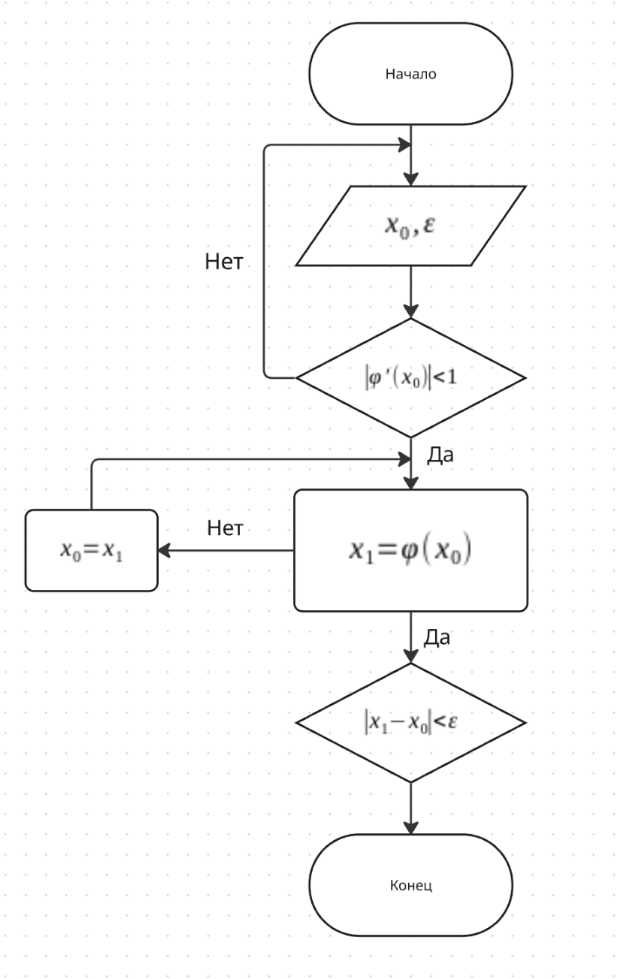 Начало
x₀, ε
Нет
|φ'(x₀)|<1
Да
x₁=φ(x₀)
Нет
x₀=x₁
Да
|x₁−x₀|<ε
Конец